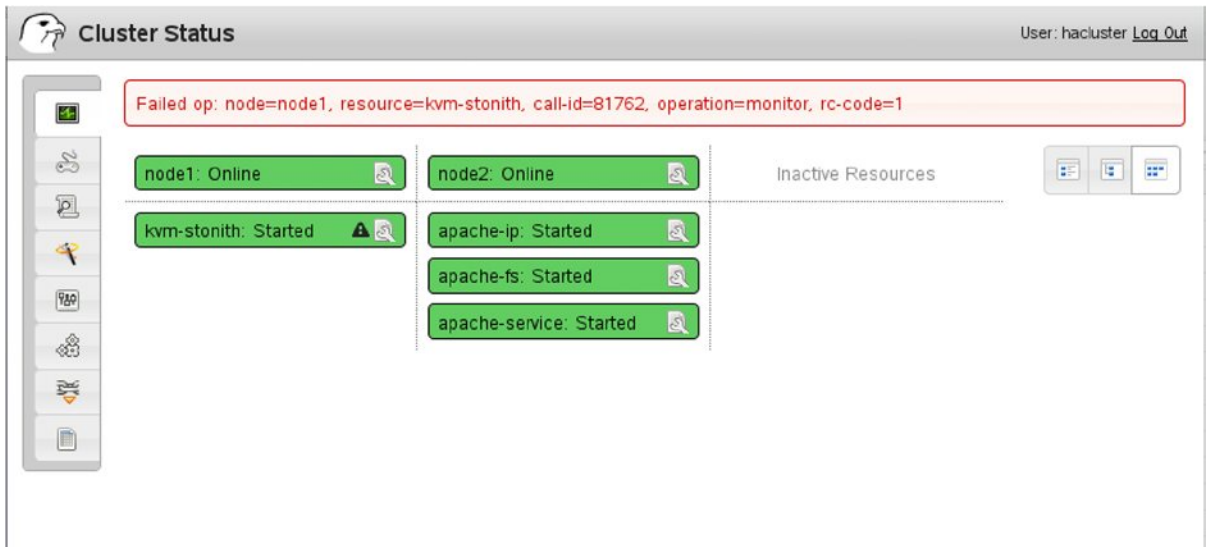 Cluster Status
User: hacluster Log Out
Failed op: node=node1, resource=kvm-stonith, call-id=81762, operation=monitor, rc-code=1
node1: Online
node2: Online
Inactive Resources
kvm-stonith: Started
apache-ip: Started
apache-fs: Started
apache-service: Started